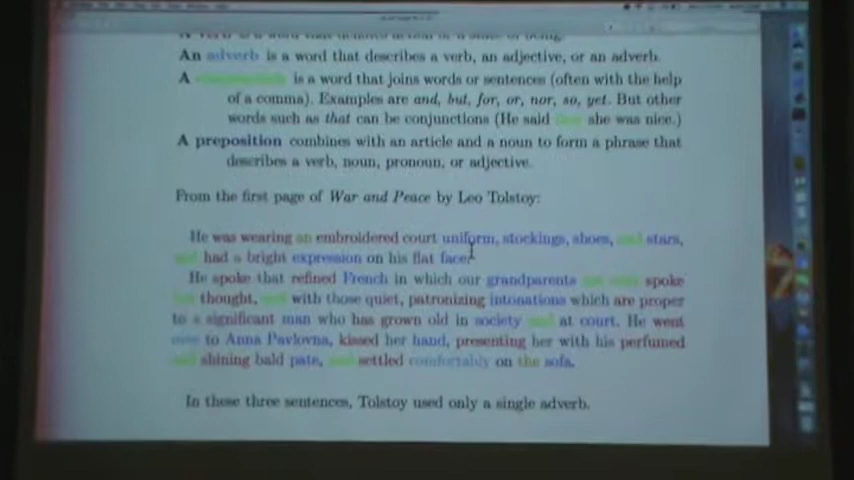 An adverb is a word that describes a verb, an adjective, or an adverb.
A conjunction is a word that joins words or sentences (often with the help
of a comma). Examples are and, but, for, or, nor, so, yet. But other
words such as that can be conjunctions (He said that she was nice.)
A preposition combines with an article and a noun to form a phrase that
describes a verb, noun, pronoun, or adjective.
From the first page of War and Peace by Leo Tolstoy:
He was wearing an embroidered court uniform, stockings, shoes, and stars,
and had a bright expression on his flat face.
He spoke that refined French in which our grandparents not only spoke
but thought, and with those quiet, patronizing intonations which are proper
to a significant man who has grown old in society and at court. He went
over to Anna Pavlovna, kissed her hand, presenting her with his perfumed
and shining bald pate, and settled comfortably on the sofa.
In these three sentences, Tolstoy used only a single adverb.